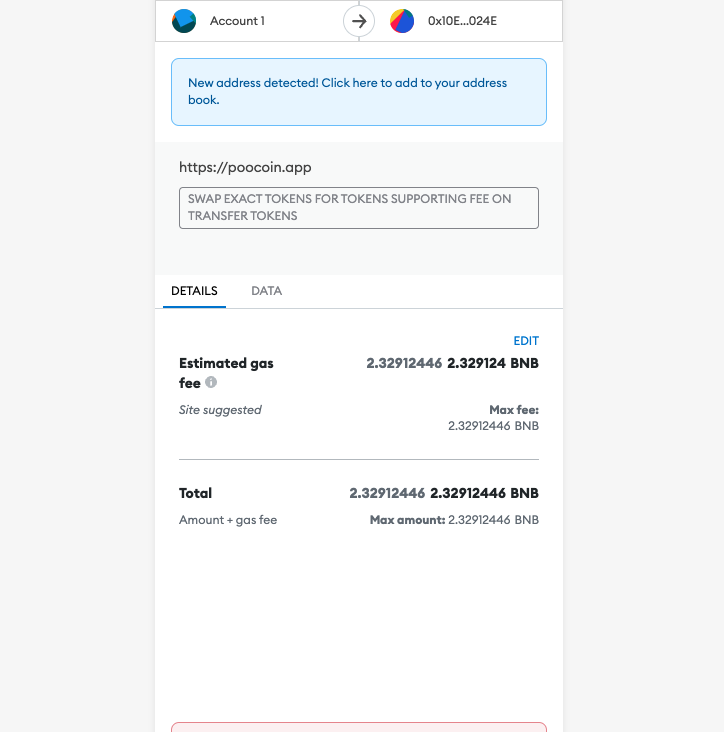 Account 1
0x10E...024E
New address detected! Click here to add to your address
book.
https://poocoin.app
SWAP EXACT TOKENS FOR TOKENS SUPPORTING FEE ON
TRANSFER TOKENS
DETAILS DATA
EDIT
Estimated gas 2.32912446 2.329124 BNB
fee
Site suggested Max fee:
2.32912446 BNB
Total 2.32912446 2.32912446 BNB
Amount + gas fee Max amount: 2.32912446 BNB